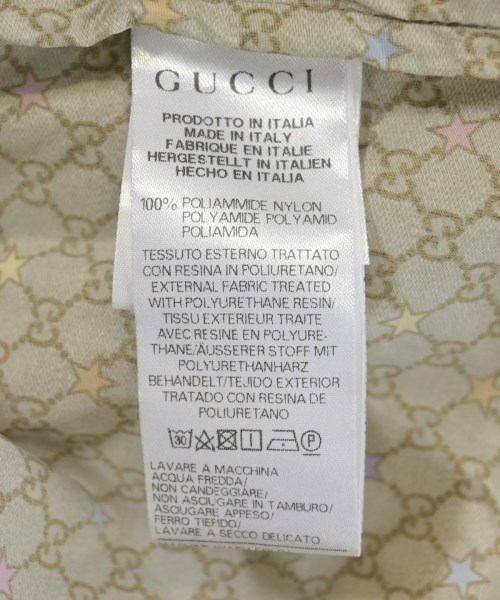 GUCCI
PRODOTTO IN ITALIA
MADE IN ITALY
FABRIQUE EN ITALIE
HERGESTELLT IN ITALIEN
HECHO EN ITALIA
100% POLIAMMIDE NYLON
POLYAMIDE POLYAMID
POLIAMIDA
TESSUTO ESTERNO TRATTATO
CON RESINA IN POLIURETANO/
EXTERNAL FABRIC TREATED
WITH POLYURETHANE RESIN/
TISSU EXTERIEUR TRAITE
AVEC RESINE EN POLYURE-
THANE/ÄUSSERER STOFF MIT
POLYURETHANHARZ
BEHANDELT/TEJIDO EXTERIOR
TRATADO CON RESINA DE
POLIURETANO
30 P
LAVARE A MACCHINA
ACQUA FREDDA/
NON CANDEGGIARE/
NON ASCIUGARE IN TAMBURO/
ASCIUGARE APPESO/
FERRO TIEPIDO/
LAVARE A SECCO DELICATO